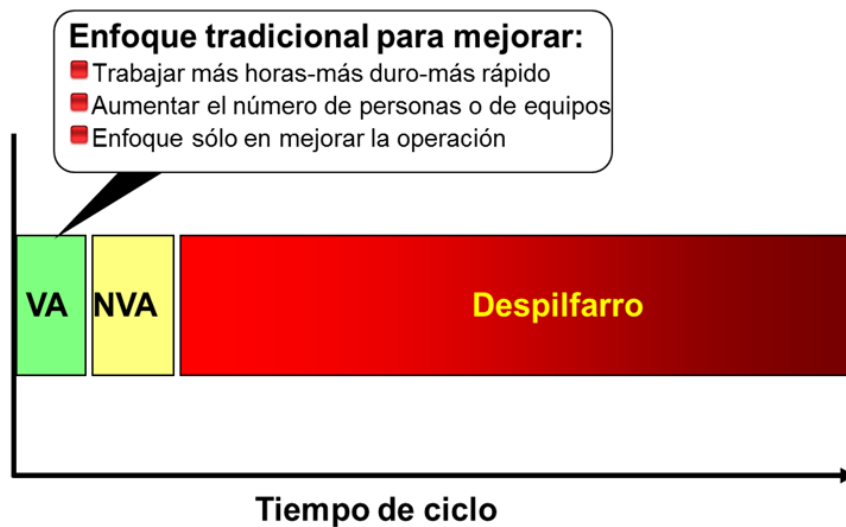 Enfoque tradicional para mejorar:
Trabajar más horas-más duro-más rápido
Aumentar el número de personas o de equipos
Enfoque sólo en mejorar la operación
VA
NVA
Despilfarro
Tiempo de ciclo